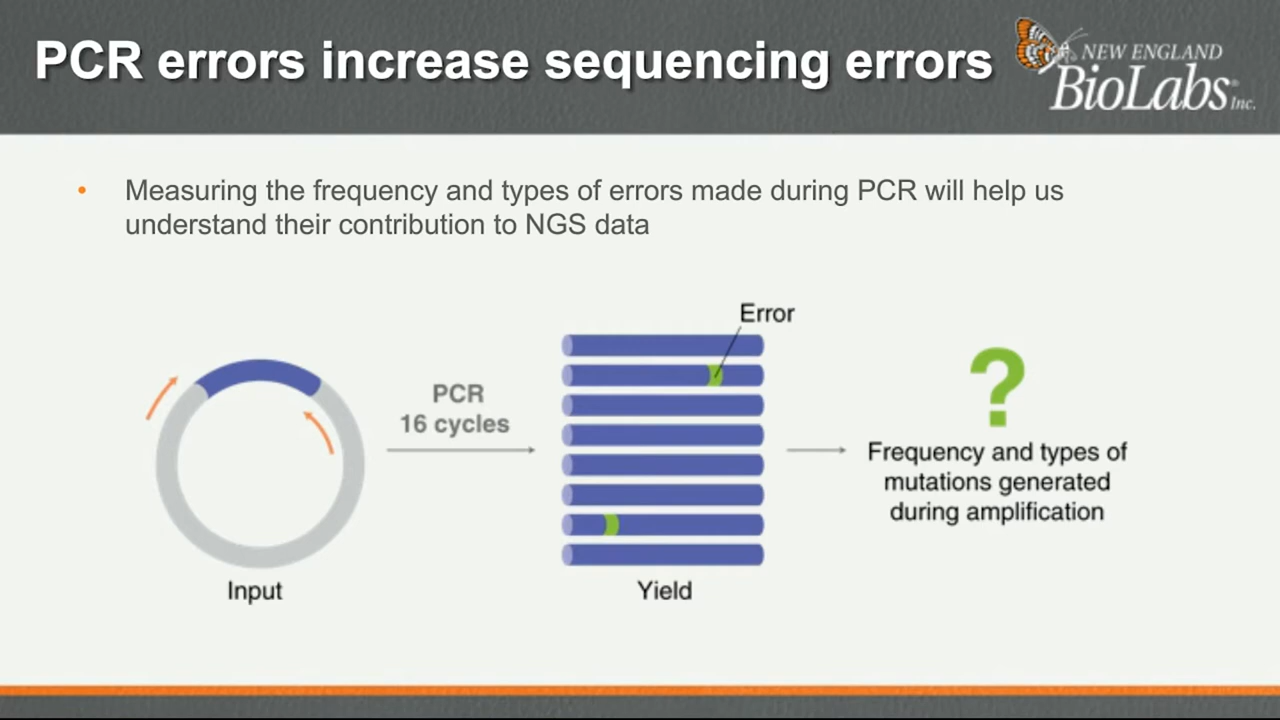 PCR errors increase sequencing errors
NEW ENGLAND
BioLabs® Inc.
• Measuring the frequency and types of errors made during PCR will help us
understand their contribution to NGS data
Error
PCR
16 cycles
?
Frequency and types of
mutations generated
during amplification
Input
Yield